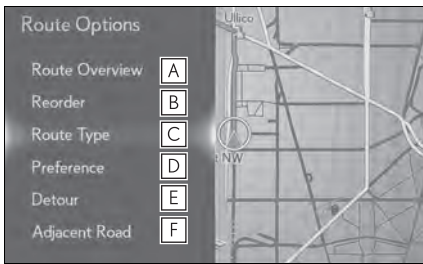 Route Options
Ullico
Route Overview A
Reorder B
Route Type C
t NW
Preference D
Detour E
Adjacent Road F